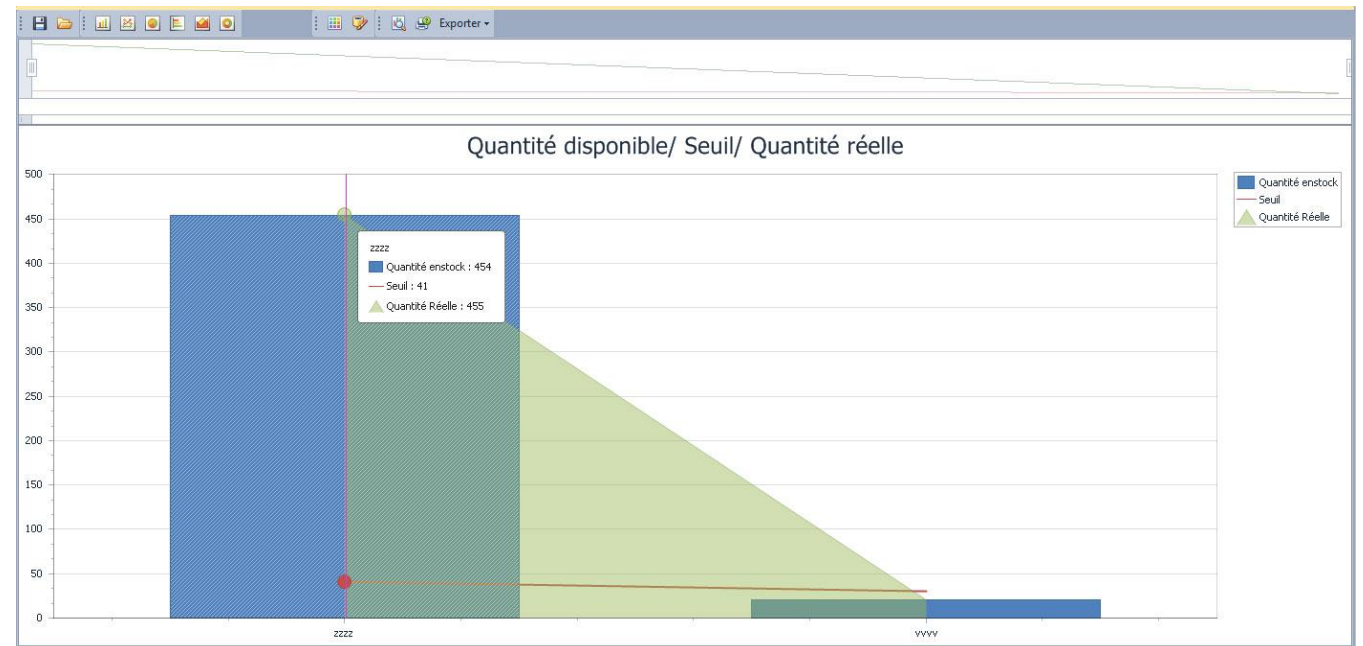 Exporter
Quantité disponible/ Seuil/ Quantité réelle
500
450
400
350
300
250
200
150
100
50
0
zzzz
Quantité enstock : 454
Seuil : 41
Quantité Réelle : 455
Quantité enstock
Seuil
Quantité Réelle
zzzz
vvvv